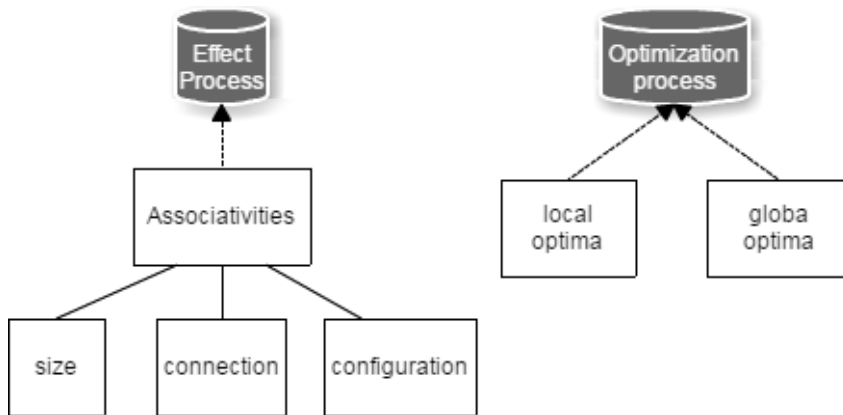 Effect
Process
Optimization
process
Associativities
local
optima
globa
optima
size
connection
configuration